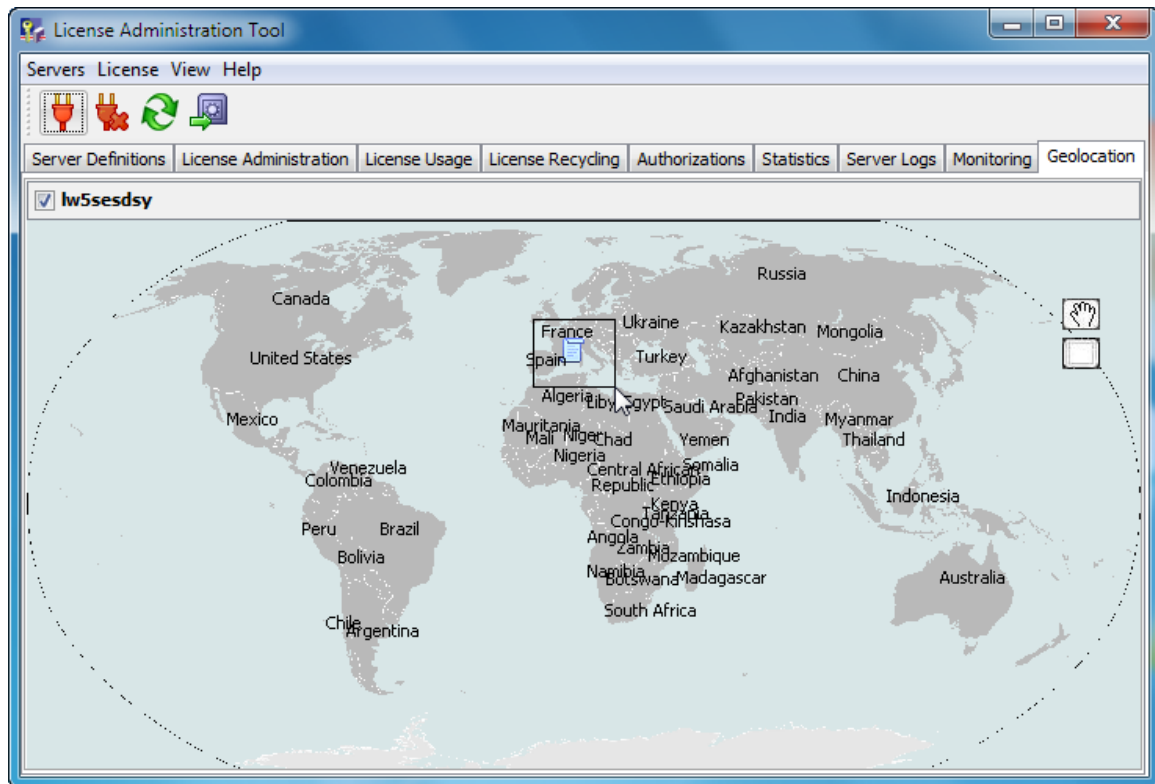 License Administration Tool
Servers License View Help
Server Definitions License Administration License Usage License Recycling Authorizations Statistics Server Logs Monitoring Geolocation
lw5sesdsy
Russia
Canada
Ukraine
Kazakhstan
Mongolia
France
United States
Spain
Turkey
Afghanistan
China
Algeria
Egypt
Saudi Arabia
Pakistan
India
Mexico
Mauritania
Myanmar
Mali
Niger
Chad
Yemen
Thailand
Nigeria
Venezuela
Colombia
Central African
Republic
Somalia
Ethiopia
Indonesia
Kenya
Tanzania
Congo-Kinshasa
Peru
Brazil
Angola
Zambia
Mozambique
Bolivia
Namibia
Botswana
Madagascar
Australia
South Africa
Chile
Argentina